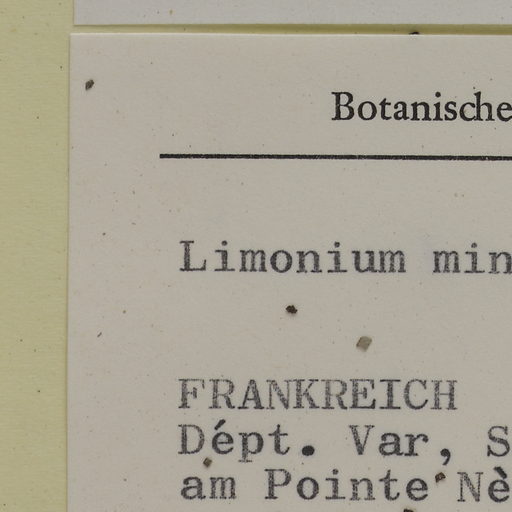 Botanische
Limonium min
FRANKREICH
Dépt. Var, S
am Pointe Nè